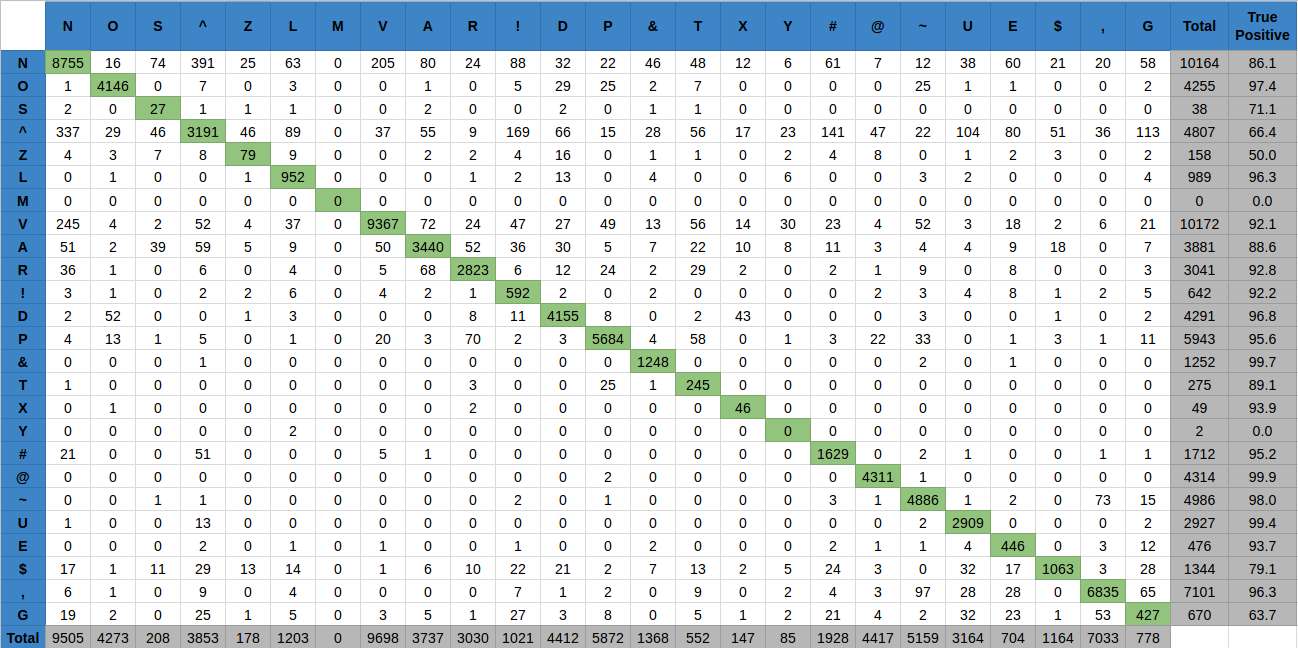 N O S ^ Z L M V A R ! D P & T X Y # @ ~ U E $ , G Total True Positive
N 8755 16 74 391 25 63 0 205 80 24 88 32 22 46 48 12 6 61 7 12 38 60 21 20 58 10164 86.1
O 1 4146 0 7 0 3 0 0 1 0 5 29 25 2 7 0 0 0 0 25 1 1 0 0 2 4255 97.4
S 2 0 27 1 1 1 0 0 2 0 0 2 0 1 1 0 0 0 0 0 0 0 0 0 0 38 71.1
^ 337 29 46 3191 46 89 0 37 55 9 169 66 15 28 56 17 23 141 47 22 104 80 51 36 113 4807 66.4
Z 4 3 7 8 79 9 0 0 2 2 4 16 0 1 1 0 2 4 8 0 1 2 3 0 2 158 50.0
L 0 1 0 0 1 952 0 0 0 1 2 13 0 4 0 0 6 0 0 3 2 0 0 0 4 989 96.3
M 0 0 0 0 0 0 0 0 0 0 0 0 0 0 0 0 0 0 0 0 0 0 0 0 0 0 0.0
V 245 4 2 52 4 37 0 9367 72 24 47 27 49 13 56 14 30 23 4 52 3 18 2 6 21 10172 92.1
A 51 2 39 59 5 9 0 50 3440 52 36 30 5 7 22 10 8 11 3 4 4 9 18 0 7 3881 88.6
R 36 1 0 6 0 4 0 5 68 2823 6 12 24 2 29 2 0 2 1 9 0 8 0 0 3 3041 92.8
! 3 1 0 2 2 6 0 4 2 1 592 2 0 2 0 0 0 0 2 3 4 8 1 2 5 642 92.2
D 2 52 0 0 1 3 0 0 0 8 11 4155 8 0 2 43 0 0 0 3 0 0 1 0 2 4291 96.8
P 4 13 1 5 0 1 0 20 3 70 2 3 5684 4 58 0 1 3 22 33 0 1 3 1 11 5943 95.6
& 0 0 0 1 0 0 0 0 0 0 0 0 0 1248 0 0 0 0 0 2 0 1 0 0 0 1252 99.7
T 1 0 0 0 0 0 0 0 0 3 0 0 25 1 245 0 0 0 0 0 0 0 0 0 0 275 89.1
X 0 1 0 0 0 0 0 0 0 2 0 0 0 0 0 46 0 0 0 0 0 0 0 0 0 49 93.9
Y 0 0 0 0 0 2 0 0 0 0 0 0 0 0 0 0 0 0 0 0 0 0 0 0 0 2 0.0
# 21 0 0 51 0 0 0 5 1 0 0 0 0 0 0 0 0 1629 0 2 1 0 0 1 1 1712 95.2
@ 0 0 0 0 0 0 0 0 0 0 0 0 2 0 0 0 0 0 4311 1 0 0 0 0 0 4314 99.9
~ 0 0 1 1 0 0 0 0 0 0 2 0 1 0 0 0 0 3 1 4886 1 2 0 73 15 4986 98.0
U 1 0 0 13 0 0 0 0 0 0 0 0 0 0 0 0 0 0 0 2 2909 0 0 0 2 2927 99.4
E 0 0 0 2 0 1 0 1 0 0 1 0 0 2 0 0 0 2 1 1 4 446 0 3 12 476 93.7
$ 17 1 11 29 13 14 0 1 6 10 22 21 2 7 13 2 5 24 3 0 32 17 1063 3 28 1344 79.1
, 6 1 0 9 0 4 0 0 0 0 7 1 2 0 9 0 2 4 3 97 28 28 0 6835 65 7101 96.3
G 19 2 0 25 1 5 0 3 5 1 27 3 8 0 5 1 2 21 4 2 32 23 1 53 427 670 63.7
Total 9505 4273 208 3853 178 1203 0 9698 3737 3030 1021 4412 5872 1368 552 147 85 1928 4417 5159 3164 704 1164 7033 778